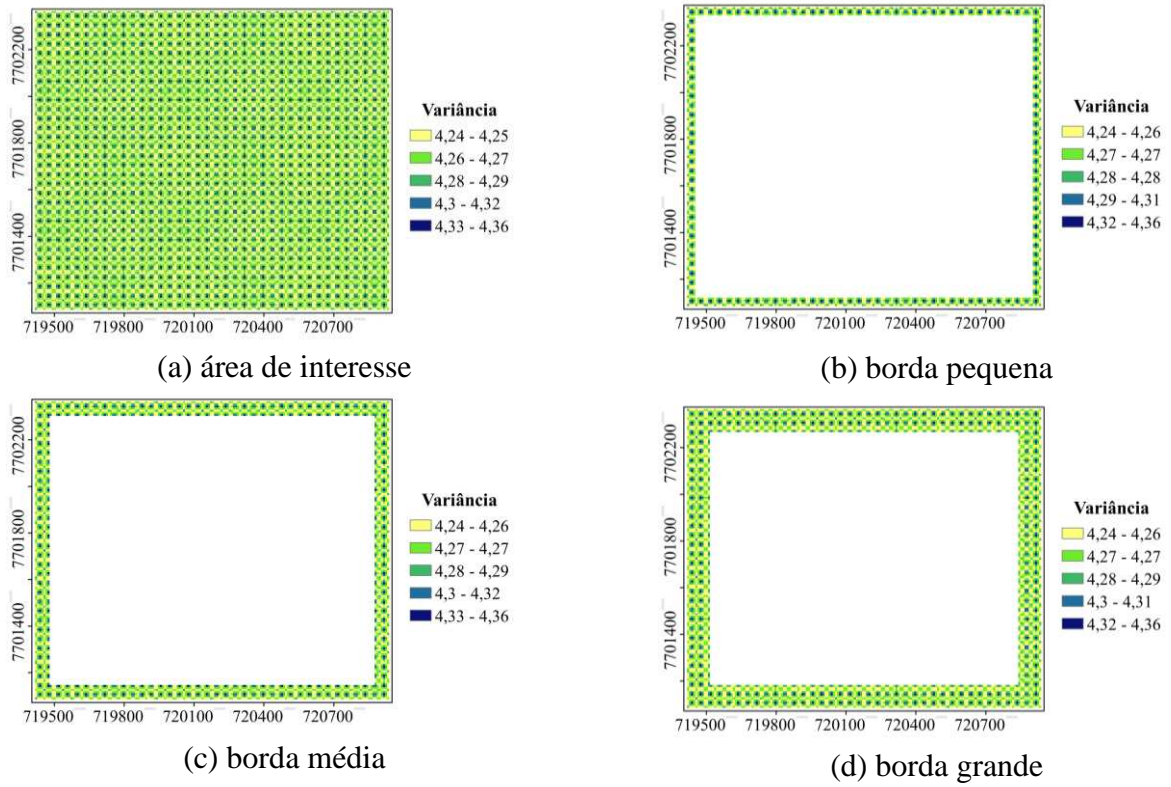 7702200
7701800
7701400
719500 719800 720100 720400 720700
Variância
4,24 - 4,25
4,26 - 4,27
4,28 - 4,29
4,3 - 4,32
4,33 - 4,36
(a) área de interesse
7702200
7701800
7701400
719500 719800 720100 720400 720700
Variância
4,24 - 4,26
4,27 - 4,27
4,28 - 4,28
4,29 - 4,31
4,32 - 4,36
(b) borda pequena
7702200
7701800
7701400
719500 719800 720100 720400 720700
Variância
4,24 - 4,26
4,27 - 4,27
4,28 - 4,29
4,3 - 4,32
4,33 - 4,36
(c) borda média
7702200
7701800
7701400
719500 719800 720100 720400 720700
Variância
4,24 - 4,26
4,27 - 4,27
4,28 - 4,29
4,3 - 4,31
4,32 - 4,36
(d) borda grande